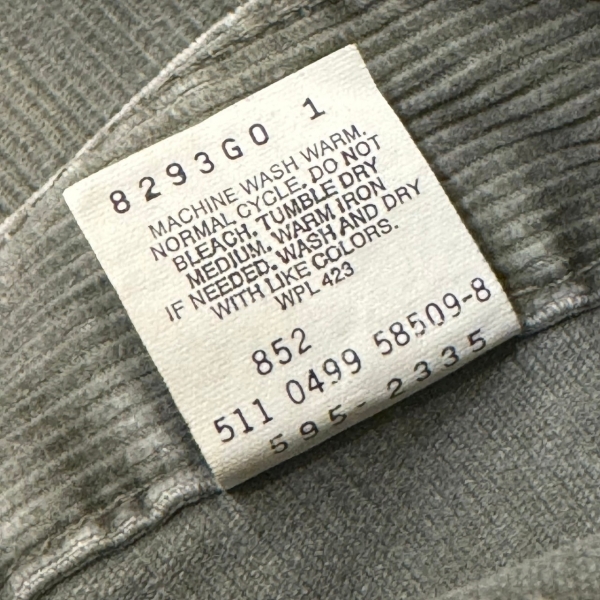 8293GO 1
MACHINE WASH WARM.
NORMAL CYCLE. DO NOT
BLEACH. TUMBLE DRY
MEDIUM. WARM IRON
IF NEEDED. WASH AND DRY
WITH LIKE COLORS.
WPL 423
852
511 0499 58509-8
595-2335